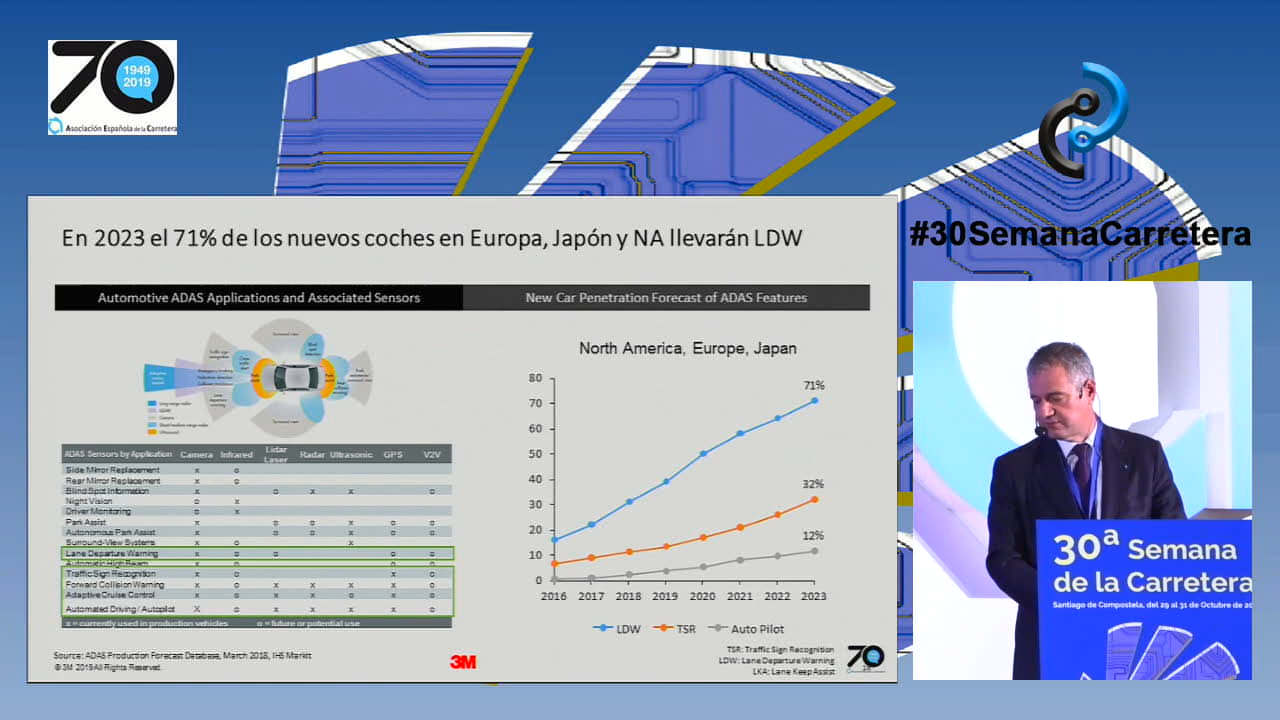 70
1949
2019
Asociación Española de la Carretera
#30SemanaCarretera
En 2023 el 71% de los nuevos coches en Europa, Japón y NA llevarán LDW
Automotive ADAS Applications and Associated Sensors
New Car Penetration Forecast of ADAS Features
North America, Europe, Japan
80
70
60
50
40
30
20
10
0
71%
32%
12%
2016 2017 2018 2019 2020 2021 2022 2023
LDW TSR Auto Pilot
ADAS Sensors by Application Camera Infrared Lidar Laser Radar Ultrasonic GPS V2V
Side Mirror Replacement x o
Rear Mirror Replacement x o
Blind Spot Information x o x x o
Night Vision o x
Driver Monitoring o x
Park Assist x o o x o o
Autonomous Park Assist x o o x o o
Surround-View Systems x o x
Lane Departure Warning x o o o o
Automatic High Beam x o o o
Traffic Sign Recognition x o x o
Forward Collision Warning x o x x x x o
Adaptive Cruise Control x o x x o x o
Automated Driving / Autopilot X o x x x x o
x = currently used in production vehicles o = future or potential use
Source: ADAS Production Forecast Database, March 2018, IHS Markit
© 3M 2019 All Rights Reserved.
3M
TSR: Traffic Sign Recognition
LDW: Lane Departure Warning
LKA: Lane Keep Assist
70
30ª Semana
de la Carretera
Santiago de Compostela, del 29 al 31 de Octubre de